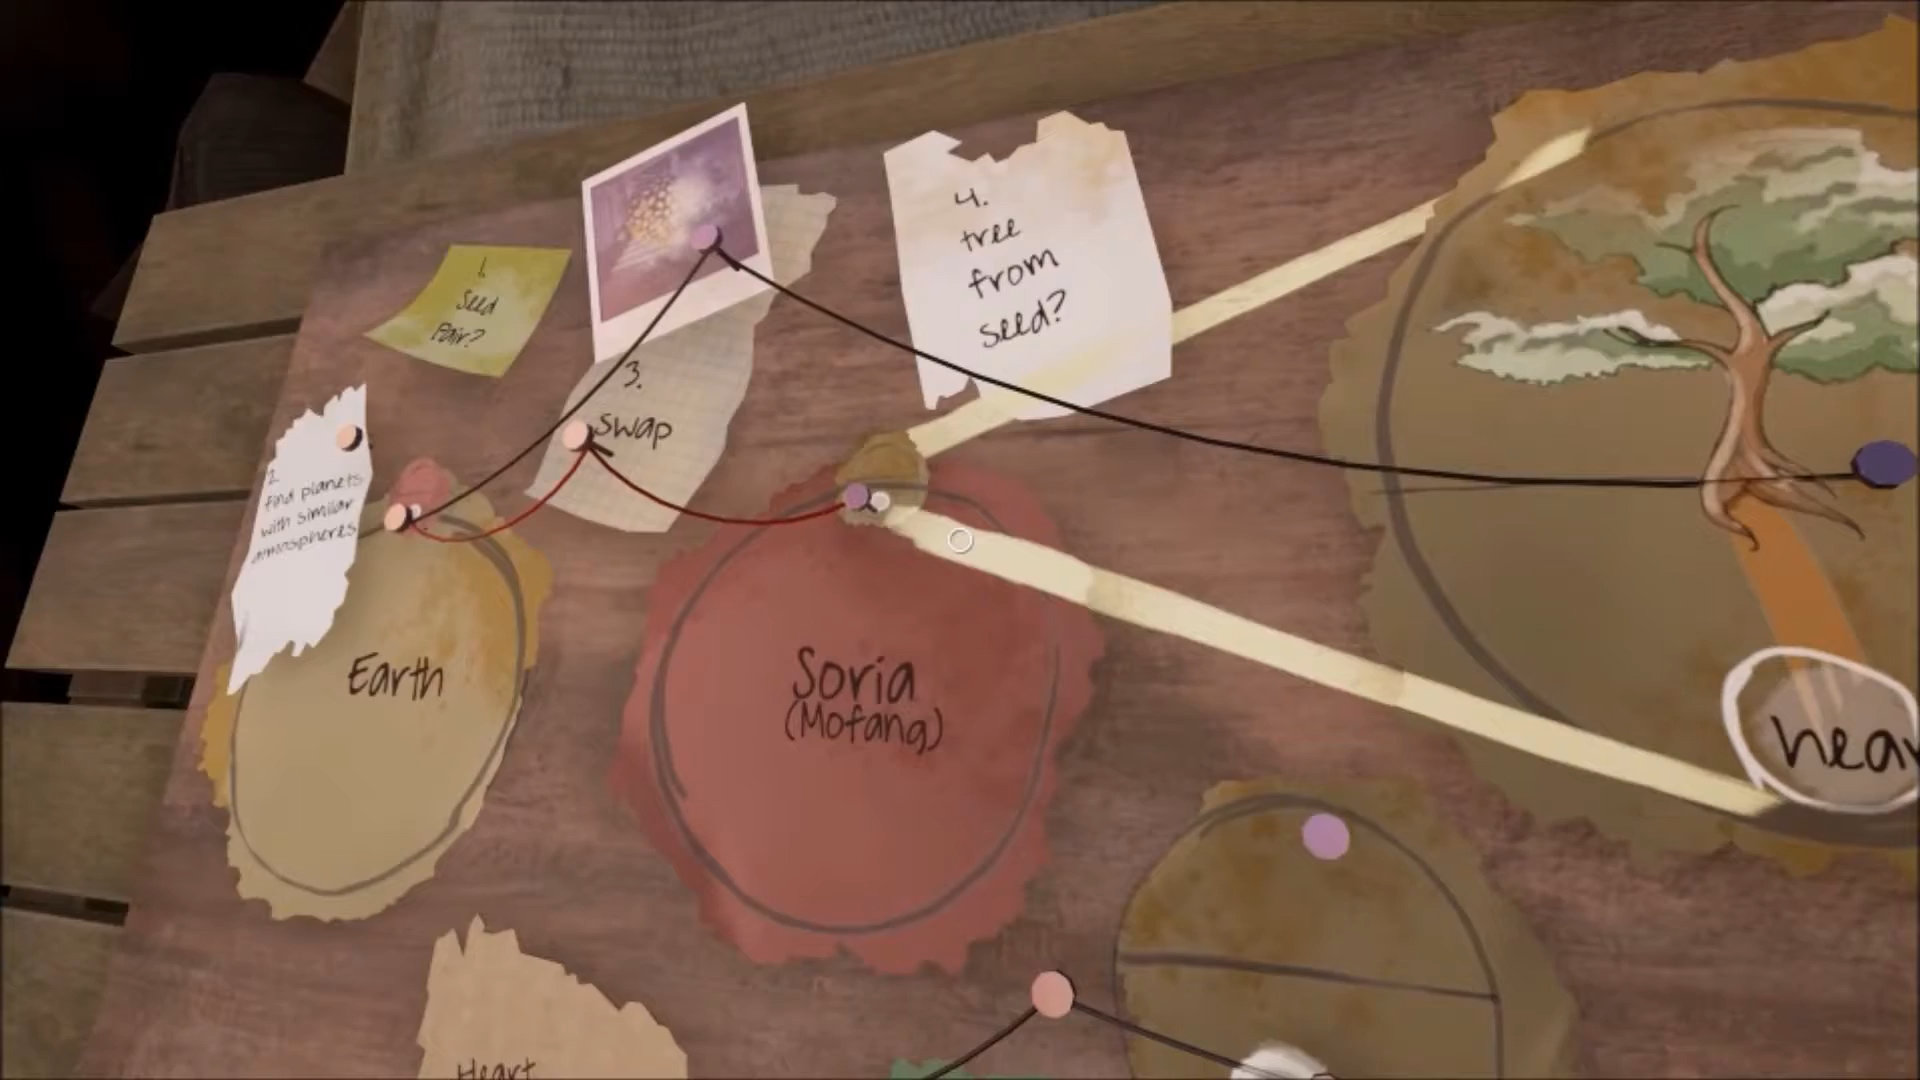 1.
Seed
Pair?
2
find planets
with similar
atmospheres
3.
swap
4.
tree
from
seed?
Earth
Soria
(Mofang)
Heart